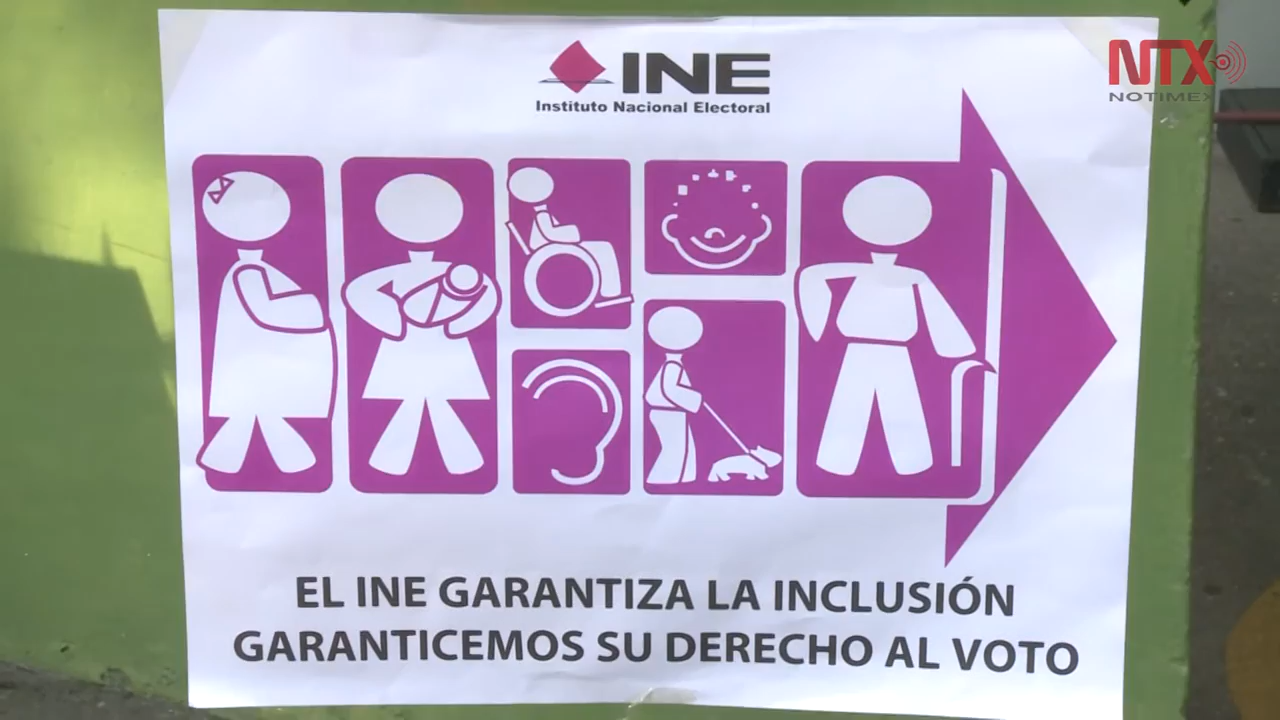 INE
Instituto Nacional Electoral
NTX
NOTIMEX
EL INE GARANTIZA LA INCLUSIÓN
GARANTICEMOS SU DERECHO AL VOTO